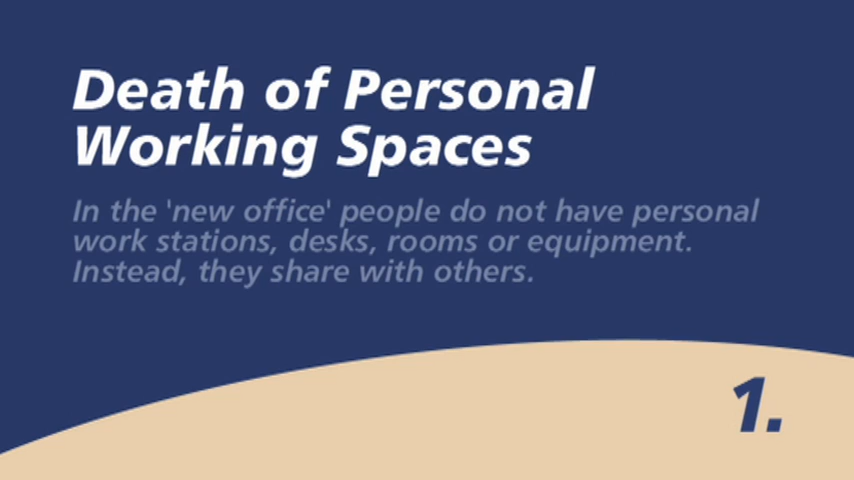 Death of Personal
Working Spaces
In the 'new office' people do not have personal
work stations, desks, rooms or equipment.
Instead, they share with others.
1.